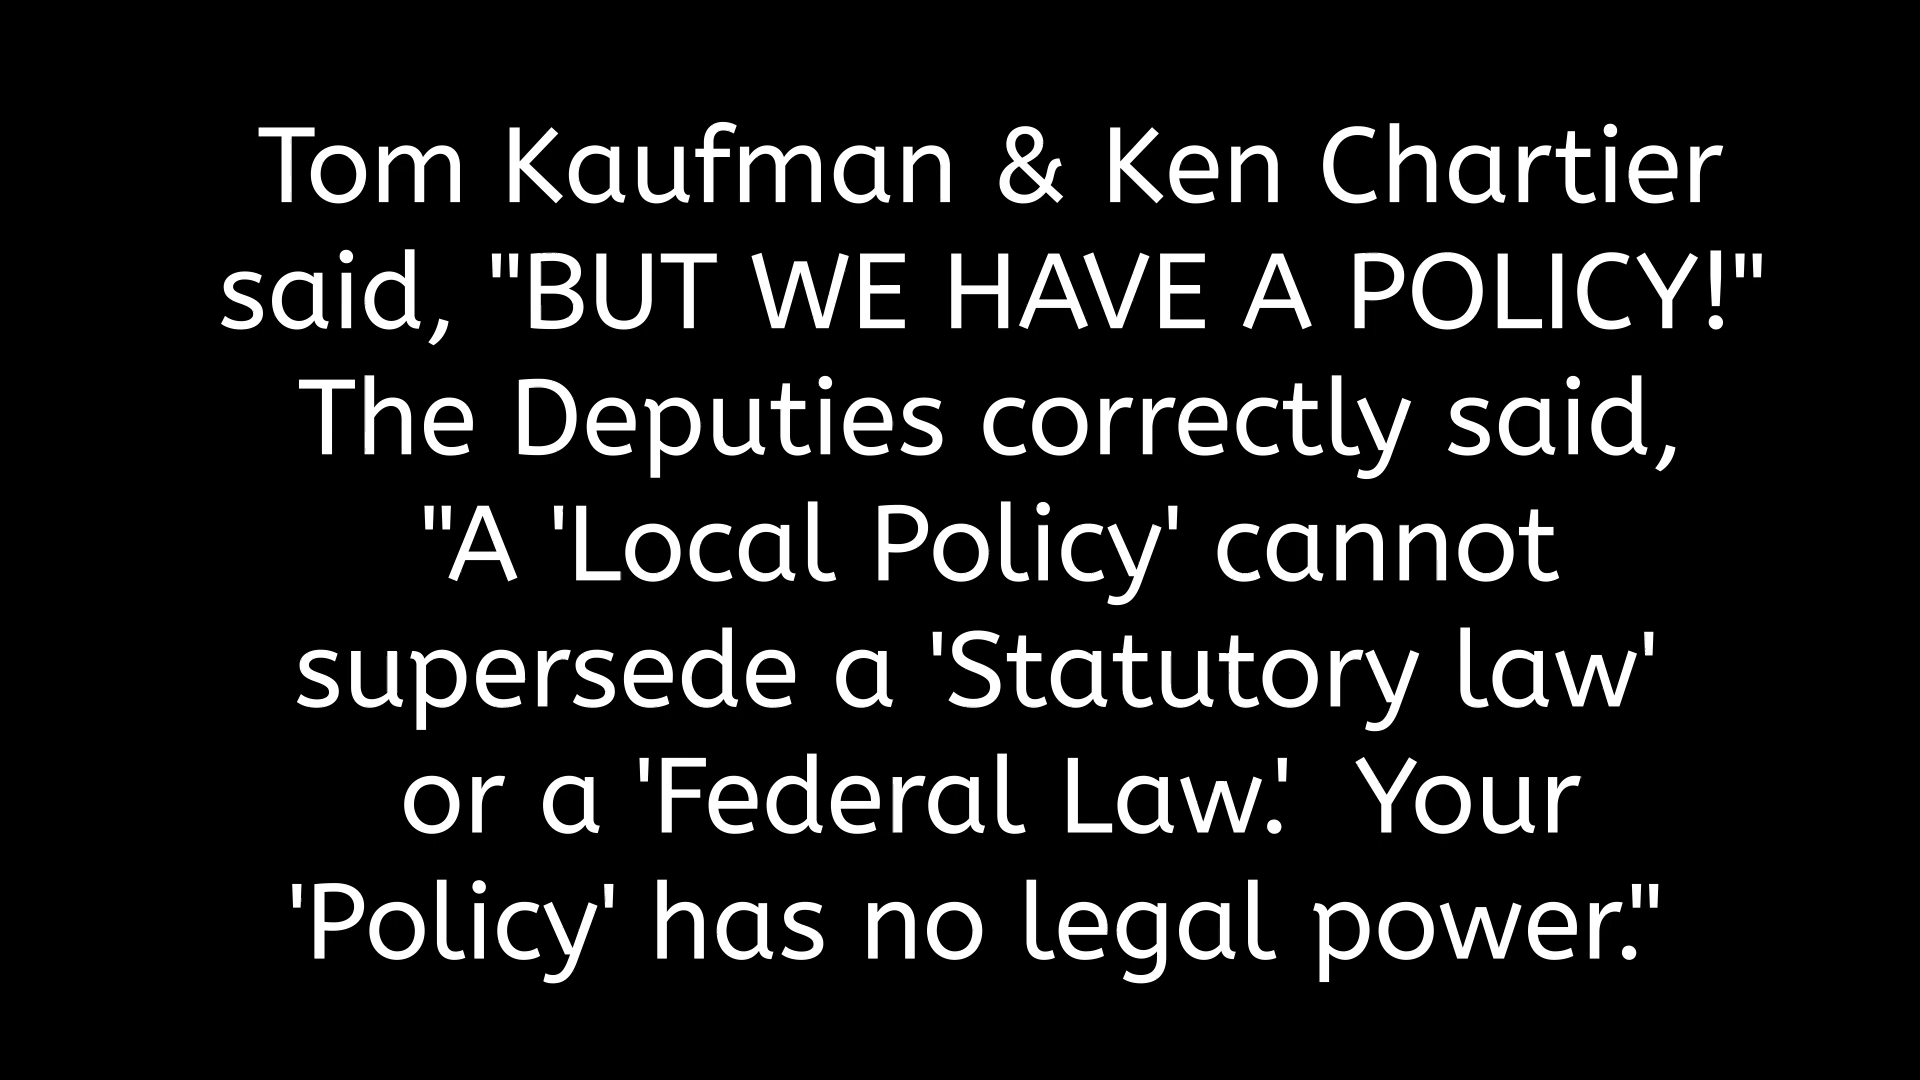 Tom Kaufman & Ken Chartier
said, "BUT WE HAVE A POLICY!"
The Deputies correctly said,
"A 'Local Policy' cannot
supersede a 'Statutory law'
or a 'Federal Law.'  Your
'Policy' has no legal power."